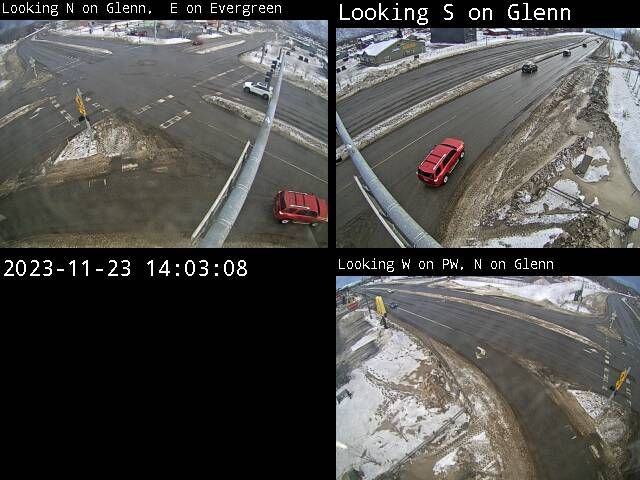 Looking N on Glenn,  E on Evergreen
Looking S on Glenn
2023-11-23 14:03:08
Looking W on PW, N on Glenn